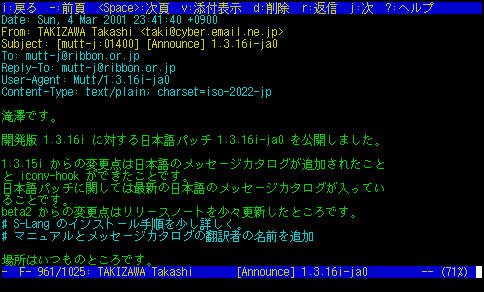 i:戻る  -:前頁  <Space>:次頁  v:添付表示  d:削除  r:返信  j:次  ?:ヘルプ
Date: Sun, 4 Mar 2001 23:41:40 +0900
From: TAKIZAWA Takashi <taki@cyber.email.ne.jp>
Subject: [mutt-j:01400] [Announce] 1.3.16i-ja0
To: mutt-j@ribbon.or.jp
Reply-To: mutt-j@ribbon.or.jp
User-Agent: Mutt/1.3.16i-ja0
Content-Type: text/plain; charset=iso-2022-jp
滝澤です。
開発版 1.3.16i に対する日本語パッチ 1.3.16i-ja0 を公開しました。
1.3.15i からの変更点は日本語のメッセージカタログが追加されたこと
と iconv-hook ができたことです。
日本語パッチに関しては最新の日本語のメッセージカタログが入ってい
ることです。
beta2 からの変更点はリリースノートを少々更新したところです。
# S-Lang のインストール手順を少し詳しく。
# マニュアルとメッセージカタログの翻訳者の名前を追加
場所はいつものところです。
-  F- 961/1025: TAKIZAWA Takashi        [Announce] 1.3.16i-ja0        -- (71%)